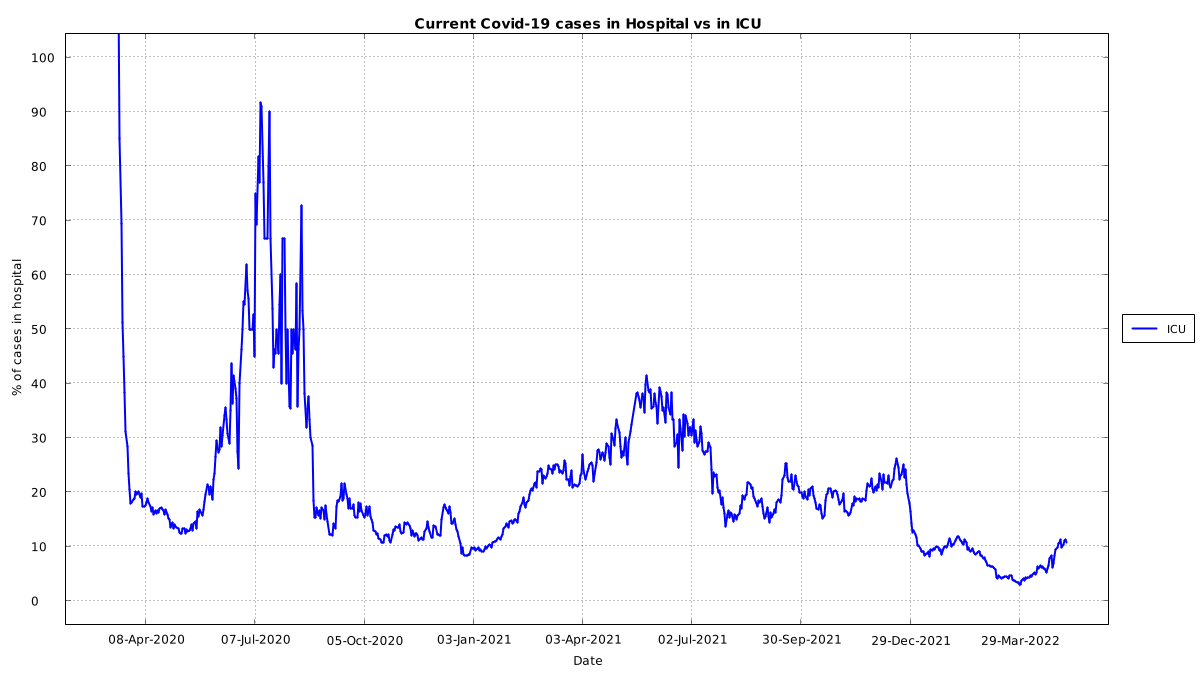 Current Covid-19 cases in Hospital vs in ICU
100
90
80
70
60
50
40
30
20
10
0
% of cases in hospital
08-Apr-2020 07-Jul-2020 05-Oct-2020 03-Jan-2021 03-Apr-2021 02-Jul-2021 30-Sep-2021 29-Dec-2021 29-Mar-2022
Date
ICU